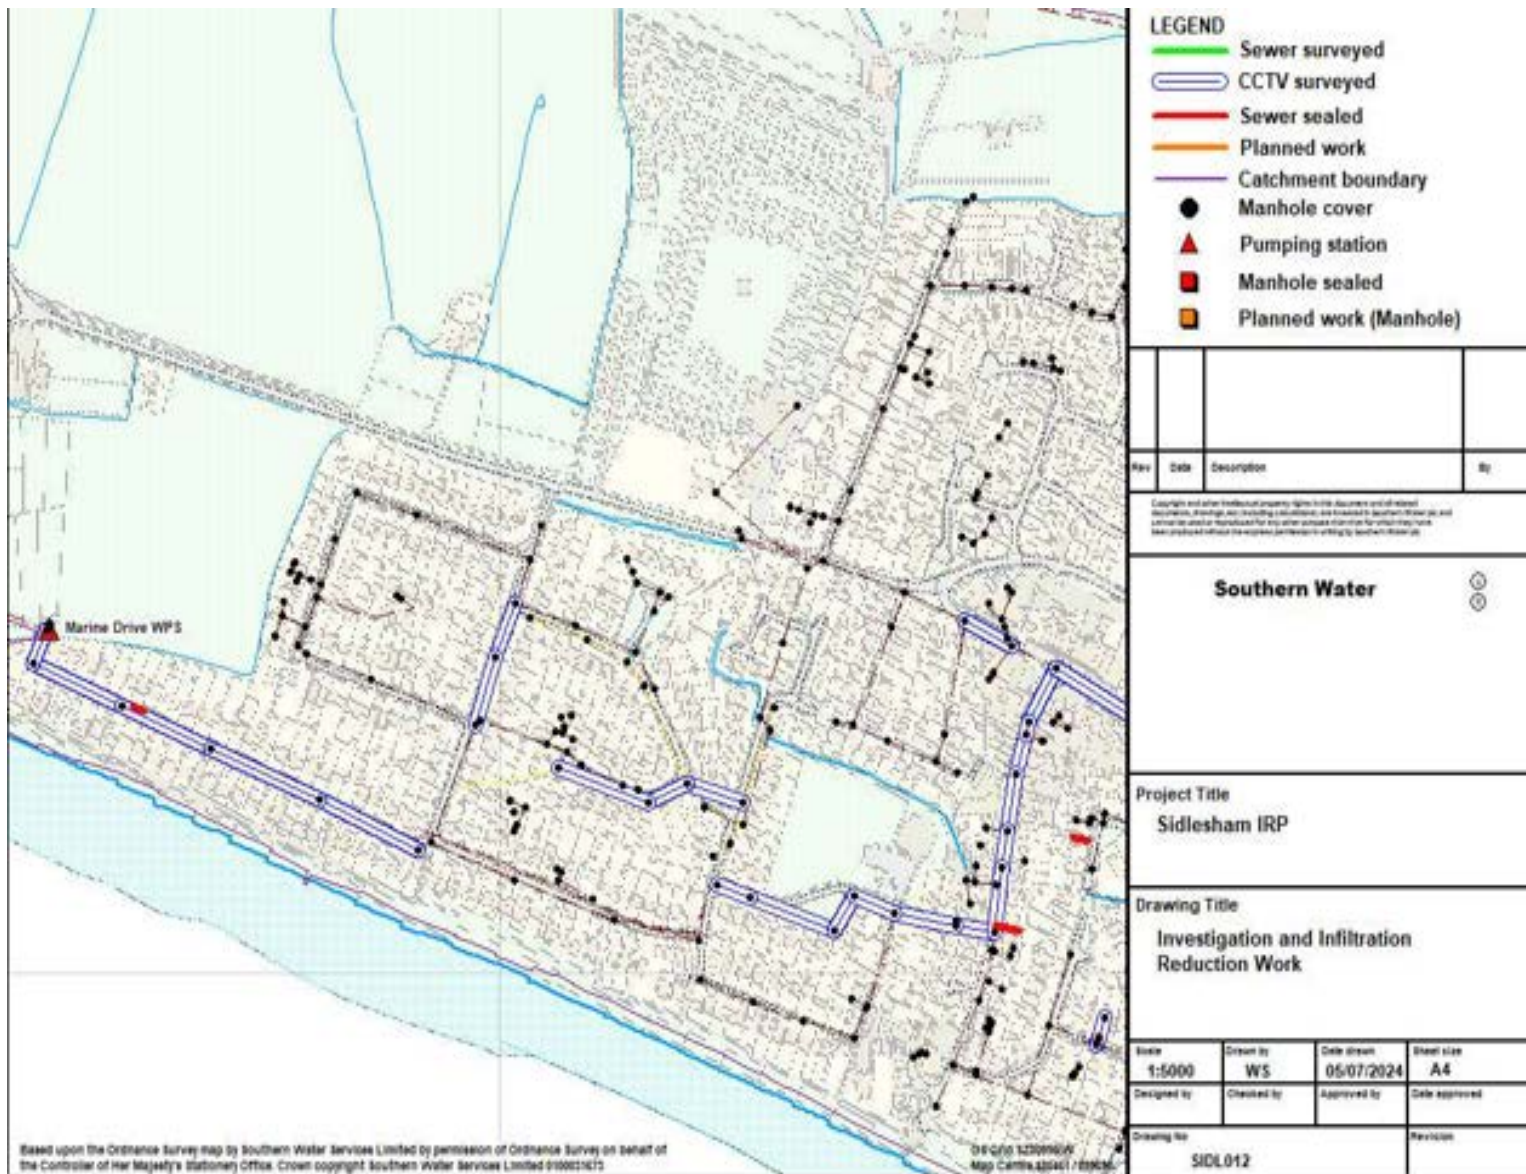 LEGEND
Sewer surveyed
CCTV surveyed
Sewer sealed
Planned work
Catchment boundary
Manhole cover
Pumping station
Manhole sealed
Planned work (Manhole)
Rev Date Description By
Southern Water
Marine Drive WPS
Project Title
Sidlesham IRP
Drawing Title
Investigation and Infiltration
Reduction Work
Scale Drawn by Date drawn Sheet size
1:5000 WS 05/07/2024 A4
Designed by Checked by Approved by Date approved
Drawing No Revision
SIDL012
Based upon the Ordnance Survey map by Southern Water Services Limited by permission of Ordnance Survey on behalf of
the Controller of Her Majesty's Stationery Office. Crown copyright Southern Water Services Limited